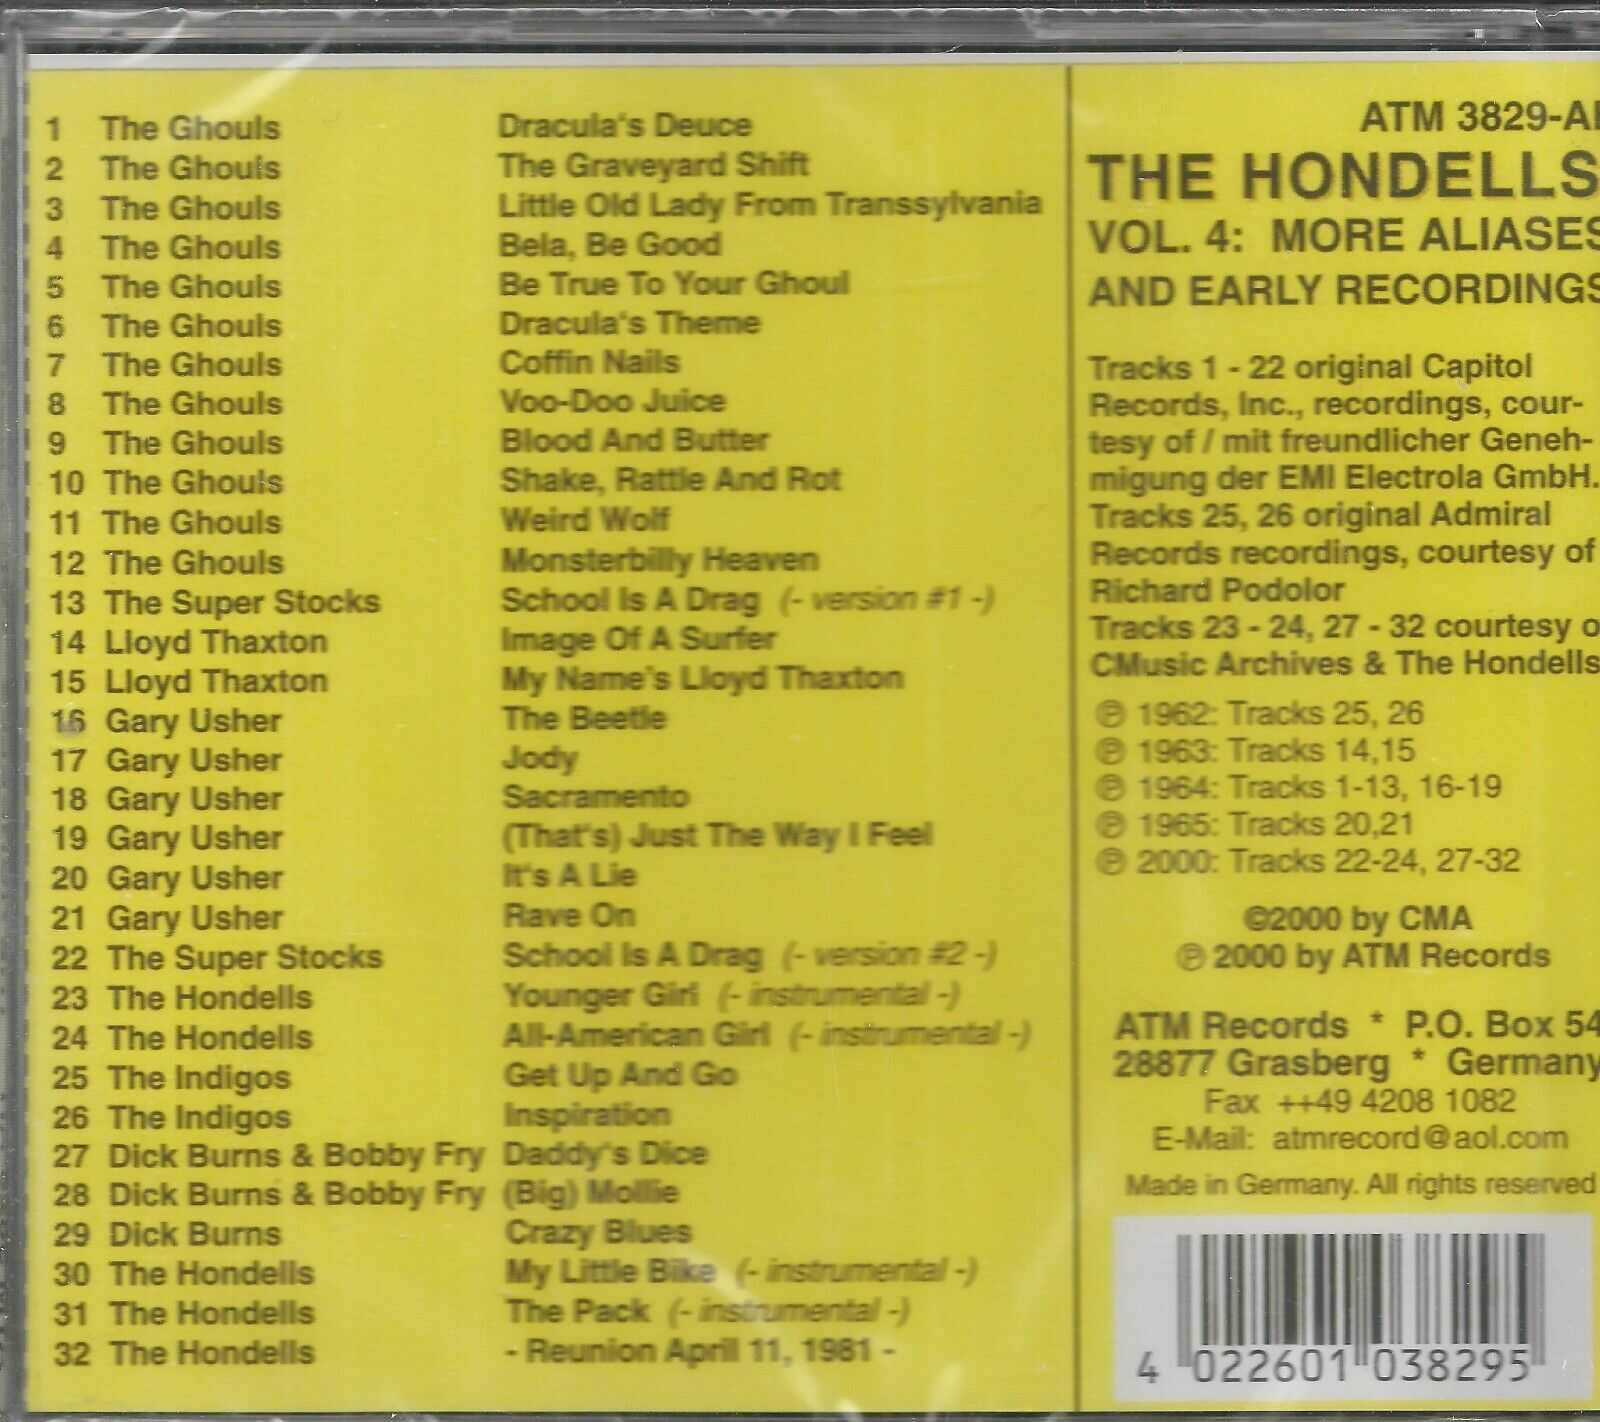 1 The Ghouls Dracula's Deuce
2 The Ghouls The Graveyard Shift
3 The Ghouls Little Old Lady From Transsylvania
4 The Ghouls Bela, Be Good
5 The Ghouls Be True To Your Ghoul
6 The Ghouls Dracula's Theme
7 The Ghouls Coffin Nails
8 The Ghouls Voo-Doo Juice
9 The Ghouls Blood And Butter
10 The Ghouls Shake, Rattle And Rot
11 The Ghouls Weird Wolf
12 The Ghouls Monsterbilly Heaven
13 The Super Stocks School Is A Drag (- version #1 -)
14 Lloyd Thaxton Image Of A Surfer
15 Lloyd Thaxton My Name's Lloyd Thaxton
16 Gary Usher The Beetle
17 Gary Usher Jody
18 Gary Usher Sacramento
19 Gary Usher (That's) Just The Way I Feel
20 Gary Usher It's A Lie
21 Gary Usher Rave On
22 The Super Stocks School Is A Drag (- version #2 -)
23 The Hondells Younger Girl (- instrumental -)
24 The Hondells All-American Girl (- instrumental -)
25 The Indigos Get Up And Go
26 The Indigos Inspiration
27 Dick Burns & Bobby Fry Daddy's Dice
28 Dick Burns & Bobby Fry (Big) Mollie
29 Dick Burns Crazy Blues
30 The Hondells My Little Bike (- instrumental -)
31 The Hondells The Pack (- instrumental -)
32 The Hondells - Reunion April 11, 1981 -
ATM 3829-A
THE HONDELLS
VOL. 4: MORE ALIASES
AND EARLY RECORDINGS
Tracks 1 - 22 original Capitol
Records, Inc., recordings, cour-
tesy of / mit freundlicher Geneh-
migung der EMI Electrola GmbH.
Tracks 25, 26 original Admiral
Records recordings, courtesy of
Richard Podolor
Tracks 23 - 24, 27 - 32 courtesy o
CMusic Archives & The Hondells
℗ 1962: Tracks 25, 26
℗ 1963: Tracks 14,15
℗ 1964: Tracks 1-13, 16-19
℗ 1965: Tracks 20,21
℗ 2000: Tracks 22-24, 27-32
©2000 by CMA
℗ 2000 by ATM Records
ATM Records * P.O. Box 54
28877 Grasberg * Germany
Fax ++49 4208 1082
E-Mail: atmrecord@aol.com
Made in Germany. All rights reserved
4 022601 038295